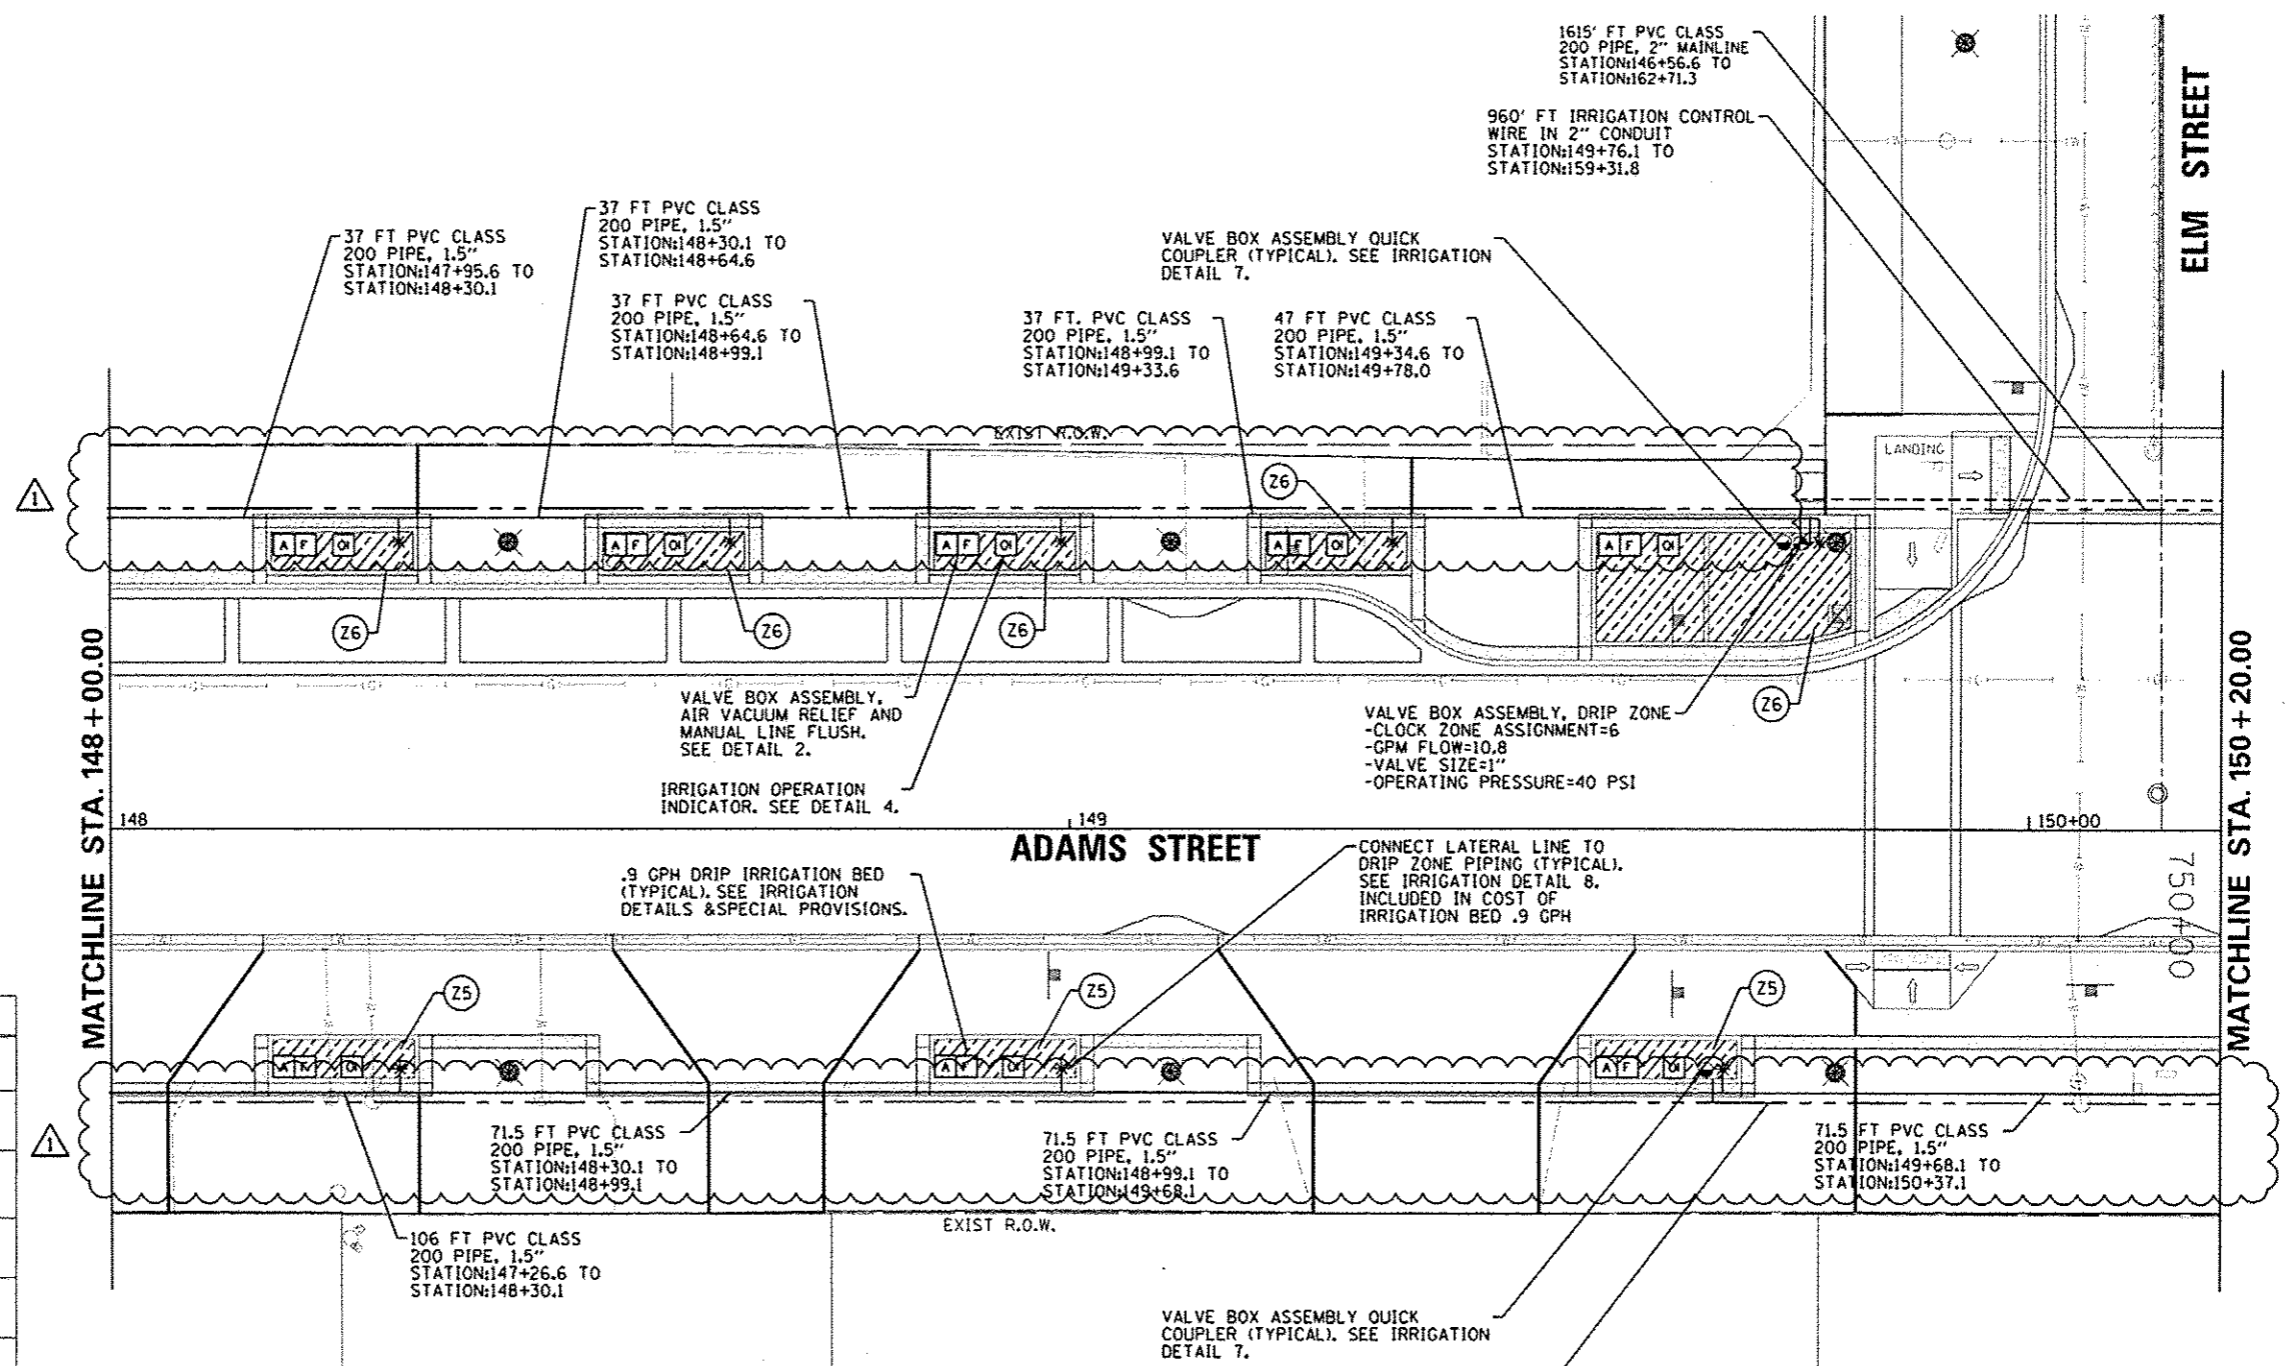 1615' FT PVC CLASS
200 PIPE, 2" MAINLINE
STATION:146+56.6 TO
STATION:162+71.3
960' FT IRRIGATION CONTROL
WIRE IN 2" CONDUIT
STATION:149+76.1 TO
STATION:159+31.8
ELM STREET
37 FT PVC CLASS
200 PIPE, 1.5"
STATION:147+95.6 TO
STATION:148+30.1
37 FT PVC CLASS
200 PIPE, 1.5"
STATION:148+30.1 TO
STATION:148+64.6
37 FT PVC CLASS
200 PIPE, 1.5"
STATION:148+64.6 TO
STATION:148+99.1
VALVE BOX ASSEMBLY QUICK
COUPLER (TYPICAL). SEE IRRIGATION
DETAIL 7.
37 FT. PVC CLASS
200 PIPE, 1.5"
STATION:148+99.1 TO
STATION:149+33.6
47 FT PVC CLASS
200 PIPE, 1.5"
STATION:149+34.6 TO
STATION:149+78.0
EXIST R.O.W.
LANDING
1
Z6
A F OI
A F OI
A F OI
A F OI
A F OI
Z6
Z6
Z6
Z6
MATCHLINE STA. 148+00.00
VALVE BOX ASSEMBLY,
AIR VACUUM RELIEF AND
MANUAL LINE FLUSH.
SEE DETAIL 2.
IRRIGATION OPERATION
INDICATOR. SEE DETAIL 4.
VALVE BOX ASSEMBLY, DRIP ZONE
-CLOCK ZONE ASSIGNMENT=6
-GPM FLOW=10.8
-VALVE SIZE=1"
-OPERATING PRESSURE=40 PSI
MATCHLINE STA. 150+20.00
148
149
150+00
ADAMS STREET
750+00
.9 GPH DRIP IRRIGATION BED
(TYPICAL). SEE IRRIGATION
DETAILS &SPECIAL PROVISIONS.
CONNECT LATERAL LINE TO
DRIP ZONE PIPING (TYPICAL).
SEE IRRIGATION DETAIL 8.
INCLUDED IN COST OF
IRRIGATION BED .9 GPH
Z5
Z5
Z5
A F OI
A F OI
A F OI
1
71.5 FT PVC CLASS
200 PIPE, 1.5"
STATION:148+30.1 TO
STATION:148+99.1
71.5 FT PVC CLASS
200 PIPE, 1.5"
STATION:148+99.1 TO
STATION:149+68.1
71.5 FT PVC CLASS
200 PIPE, 1.5"
STATION:149+68.1 TO
STATION:150+37.1
EXIST R.O.W.
106 FT PVC CLASS
200 PIPE, 1.5"
STATION:147+26.6 TO
STATION:148+30.1
VALVE BOX ASSEMBLY QUICK
COUPLER (TYPICAL). SEE IRRIGATION
DETAIL 7.